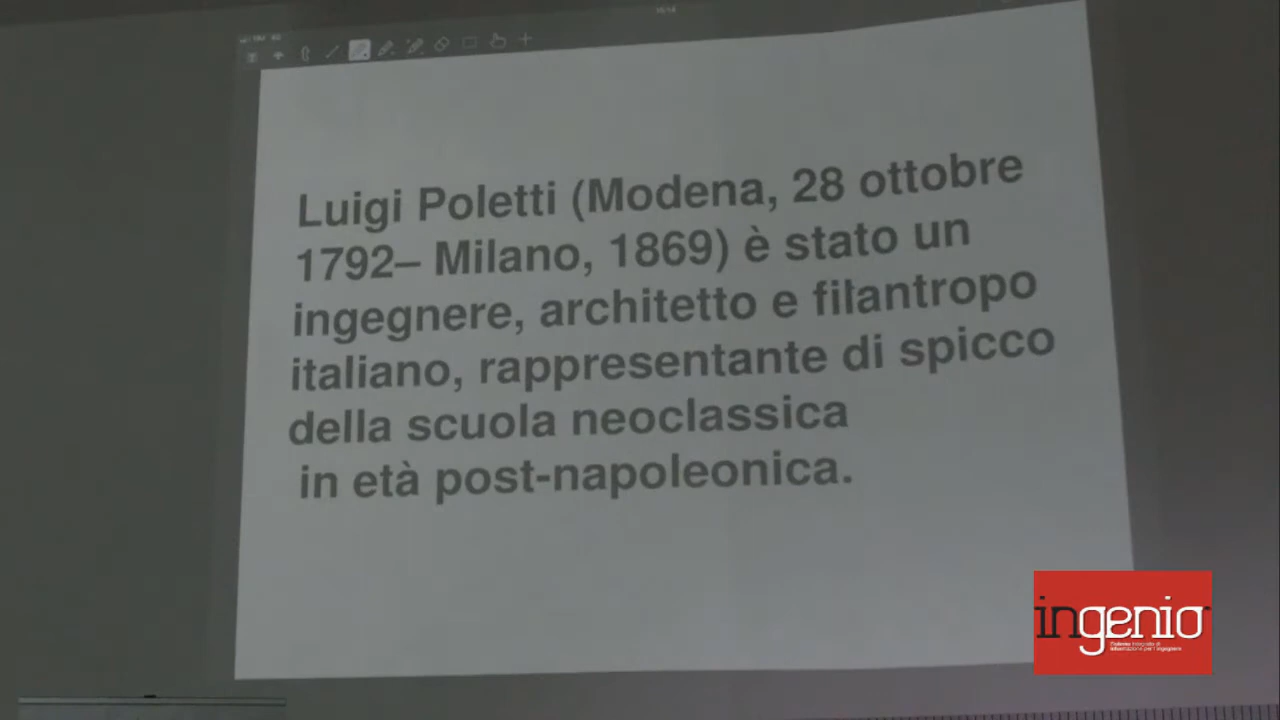 Luigi Poletti (Modena, 28 ottobre
1792– Milano, 1869) è stato un
ingegnere, architetto e filantropo
italiano, rappresentante di spicco
della scuola neoclassica
in età post-napoleonica.
ingenio